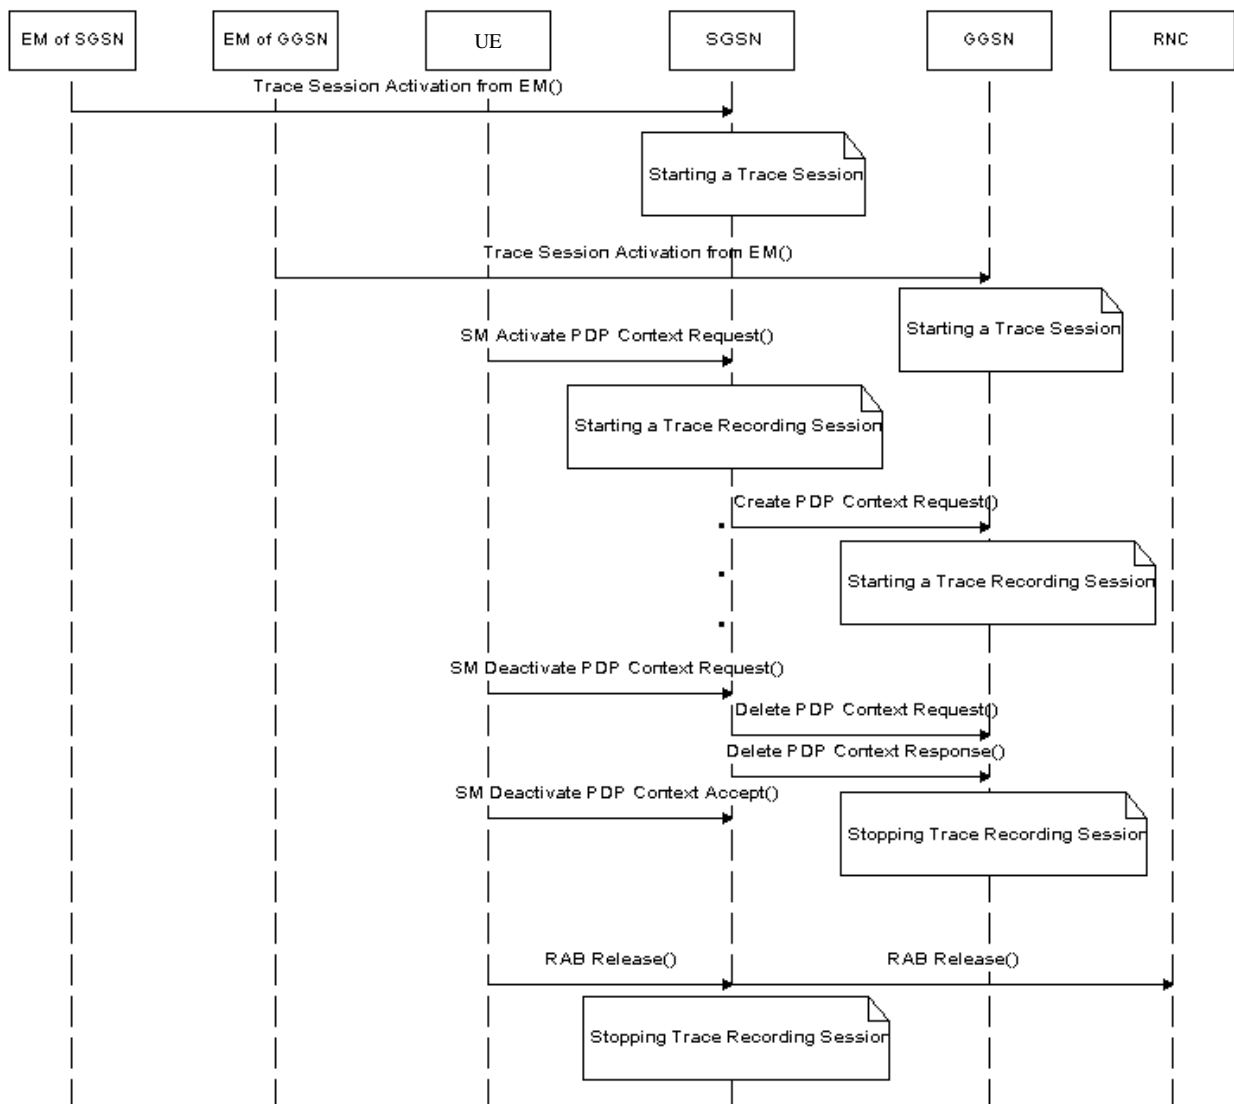 EM of SGSN
EM of GGSN
UE
SGSN
GGSN
RNC
Trace Session Activation from EM()
Starting a Trace Session
Trace Session Activation from EM()
Starting a Trace Session
SM Activate PDP Context Request()
Starting a Trace Recording Session
Create PDP Context Request()
Starting a Trace Recording Session
SM Deactivate PDP Context Request()
Delete PDP Context Request()
Delete PDP Context Response()
SM Deactivate PDP Context Accept()
Stopping Trace Recording Session
RAB Release()
RAB Release()
Stopping Trace Recording Session